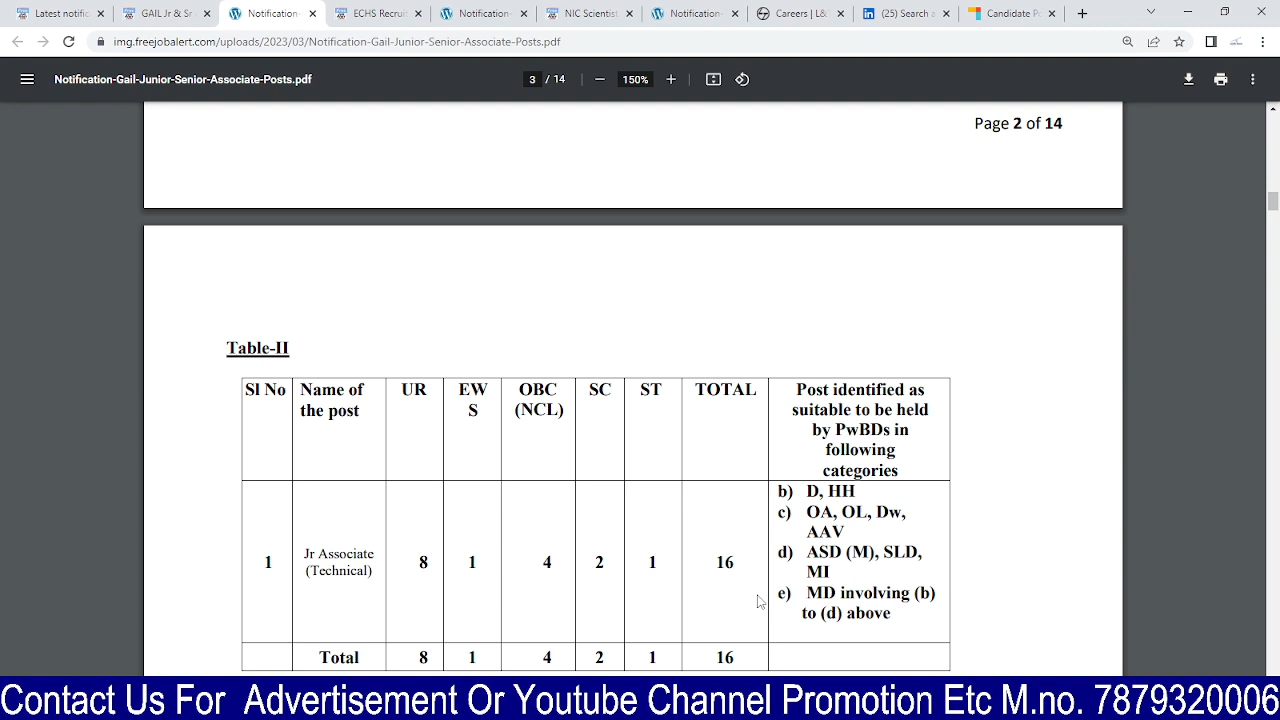 Latest notific
GAIL Jr & Sr
Notification-
ECHS Recruit
Notification-
NIC Scientist
Notification-
Careers | L&
(25) Search a
Candidate Po
img.freejobalert.com/uploads/2023/03/Notification-Gail-Junior-Senior-Associate-Posts.pdf
Notification-Gail-Junior-Senior-Associate-Posts.pdf
3 / 14
150%
Page 2 of 14
Table-II
Sl No Name of the post UR EW S OBC (NCL) SC ST TOTAL Post identified as suitable to be held by PwBDs in following categories
1 Jr Associate (Technical) 8 1 4 2 1 16
b) D, HH
c) OA, OL, Dw,
AAV
d) ASD (M), SLD,
MI
e) MD involving (b)
to (d) above
Total 8 1 4 2 1 16
Contact Us For Advertisement Or Youtube Channel Promotion Etc M.no. 7879320006